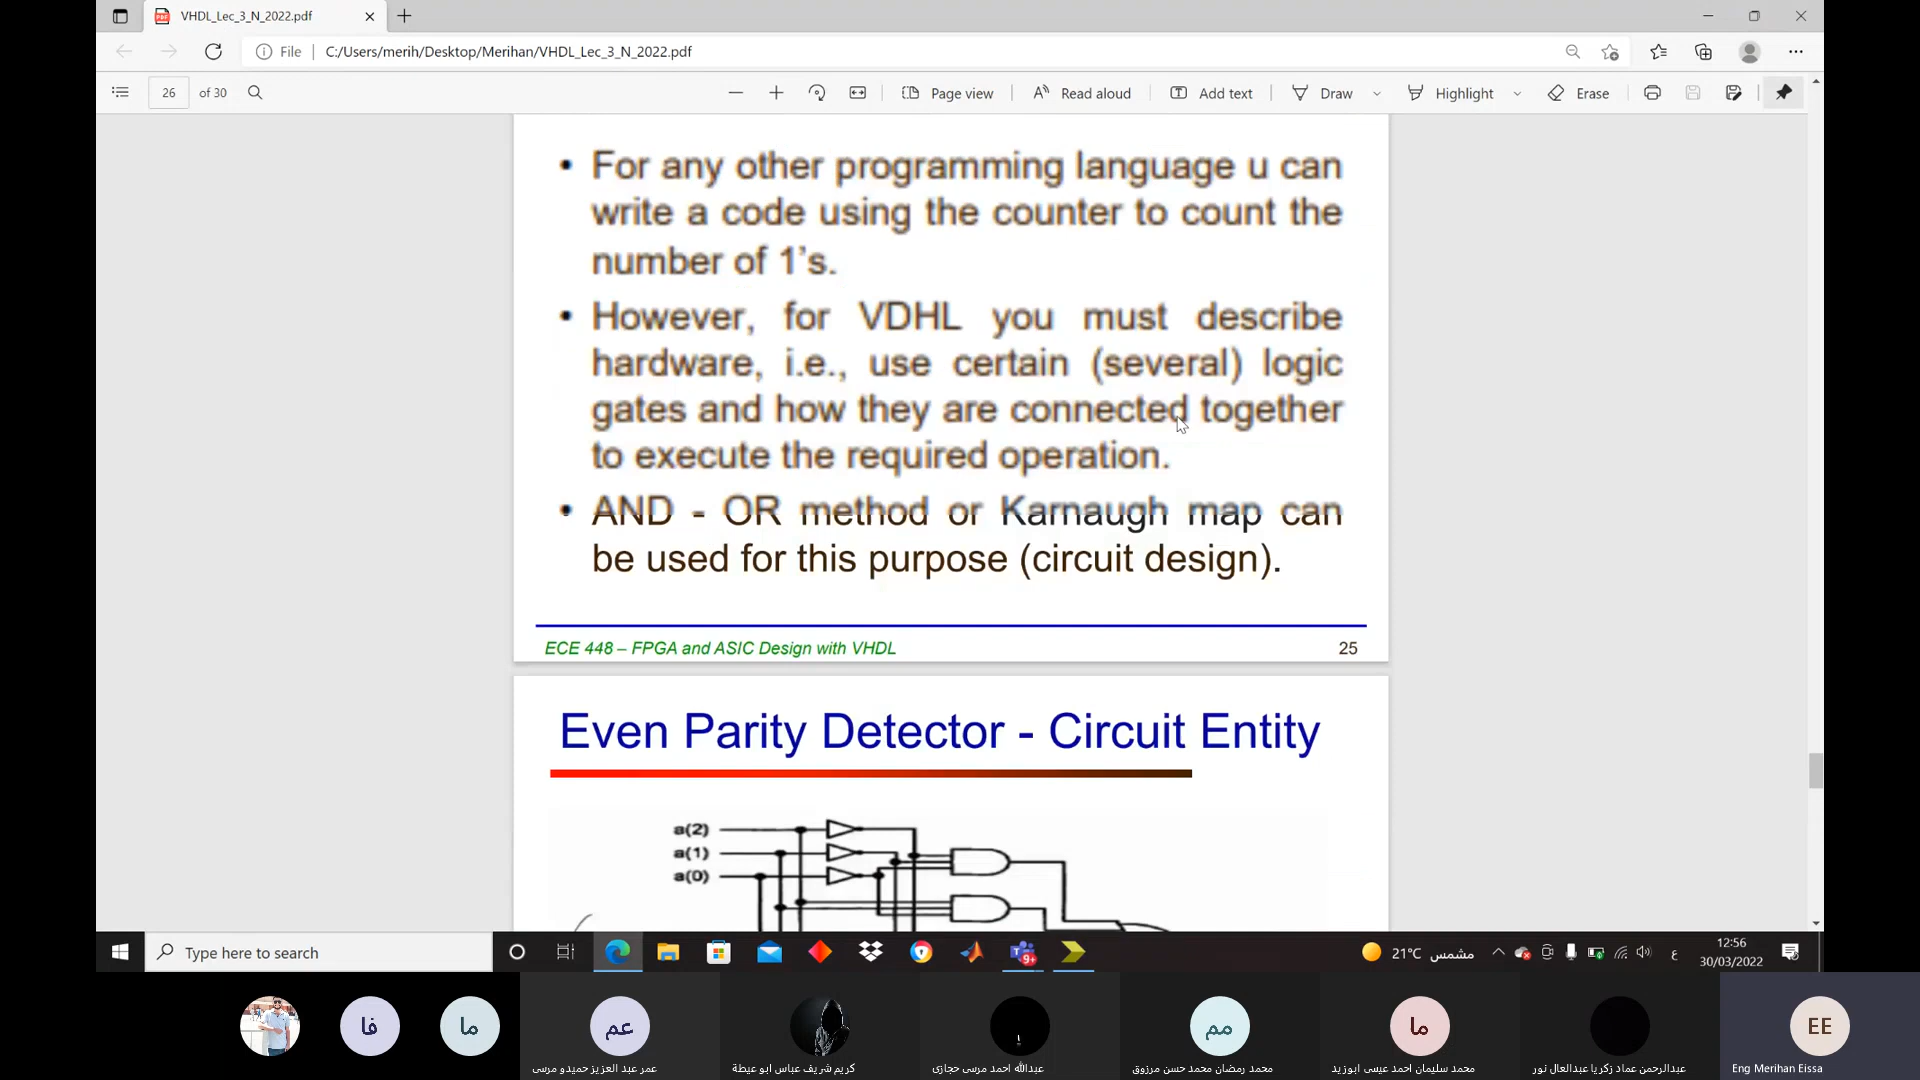 VHDL_Lec_3_N_2022.pdf
File
C:/Users/merih/Desktop/Merihan/VHDL_Lec_3_N_2022.pdf
26 of 30
Page view
Read aloud
Add text
Draw
Highlight
Erase
• For any other programming language u can
write a code using the counter to count the
number of 1's.
• However, for VDHL you must describe
hardware, i.e., use certain (several) logic
gates and how they are connected together
to execute the required operation.
• AND - OR method or Karnaugh map can
be used for this purpose (circuit design).
ECE 448 – FPGA and ASIC Design with VHDL 25
Even Parity Detector - Circuit Entity
a(2)
a(1)
a(0)
Type here to search
9+
21°C مشمس
ع
12:56
30/03/2022
فا
ما
عم
مم
ما
EE
عمر عبد العزيز حميدو مرسى
كريم شريف عباس ابو عيطة
عبدالله احمد مرسى حجازى
محمد رمضان محمد حسن مرزوق
محمد سليمان احمد عيسى ابوزيد
عبدالرحمن عماد زكريا عبدالعال نور
Eng Merihan Eissa